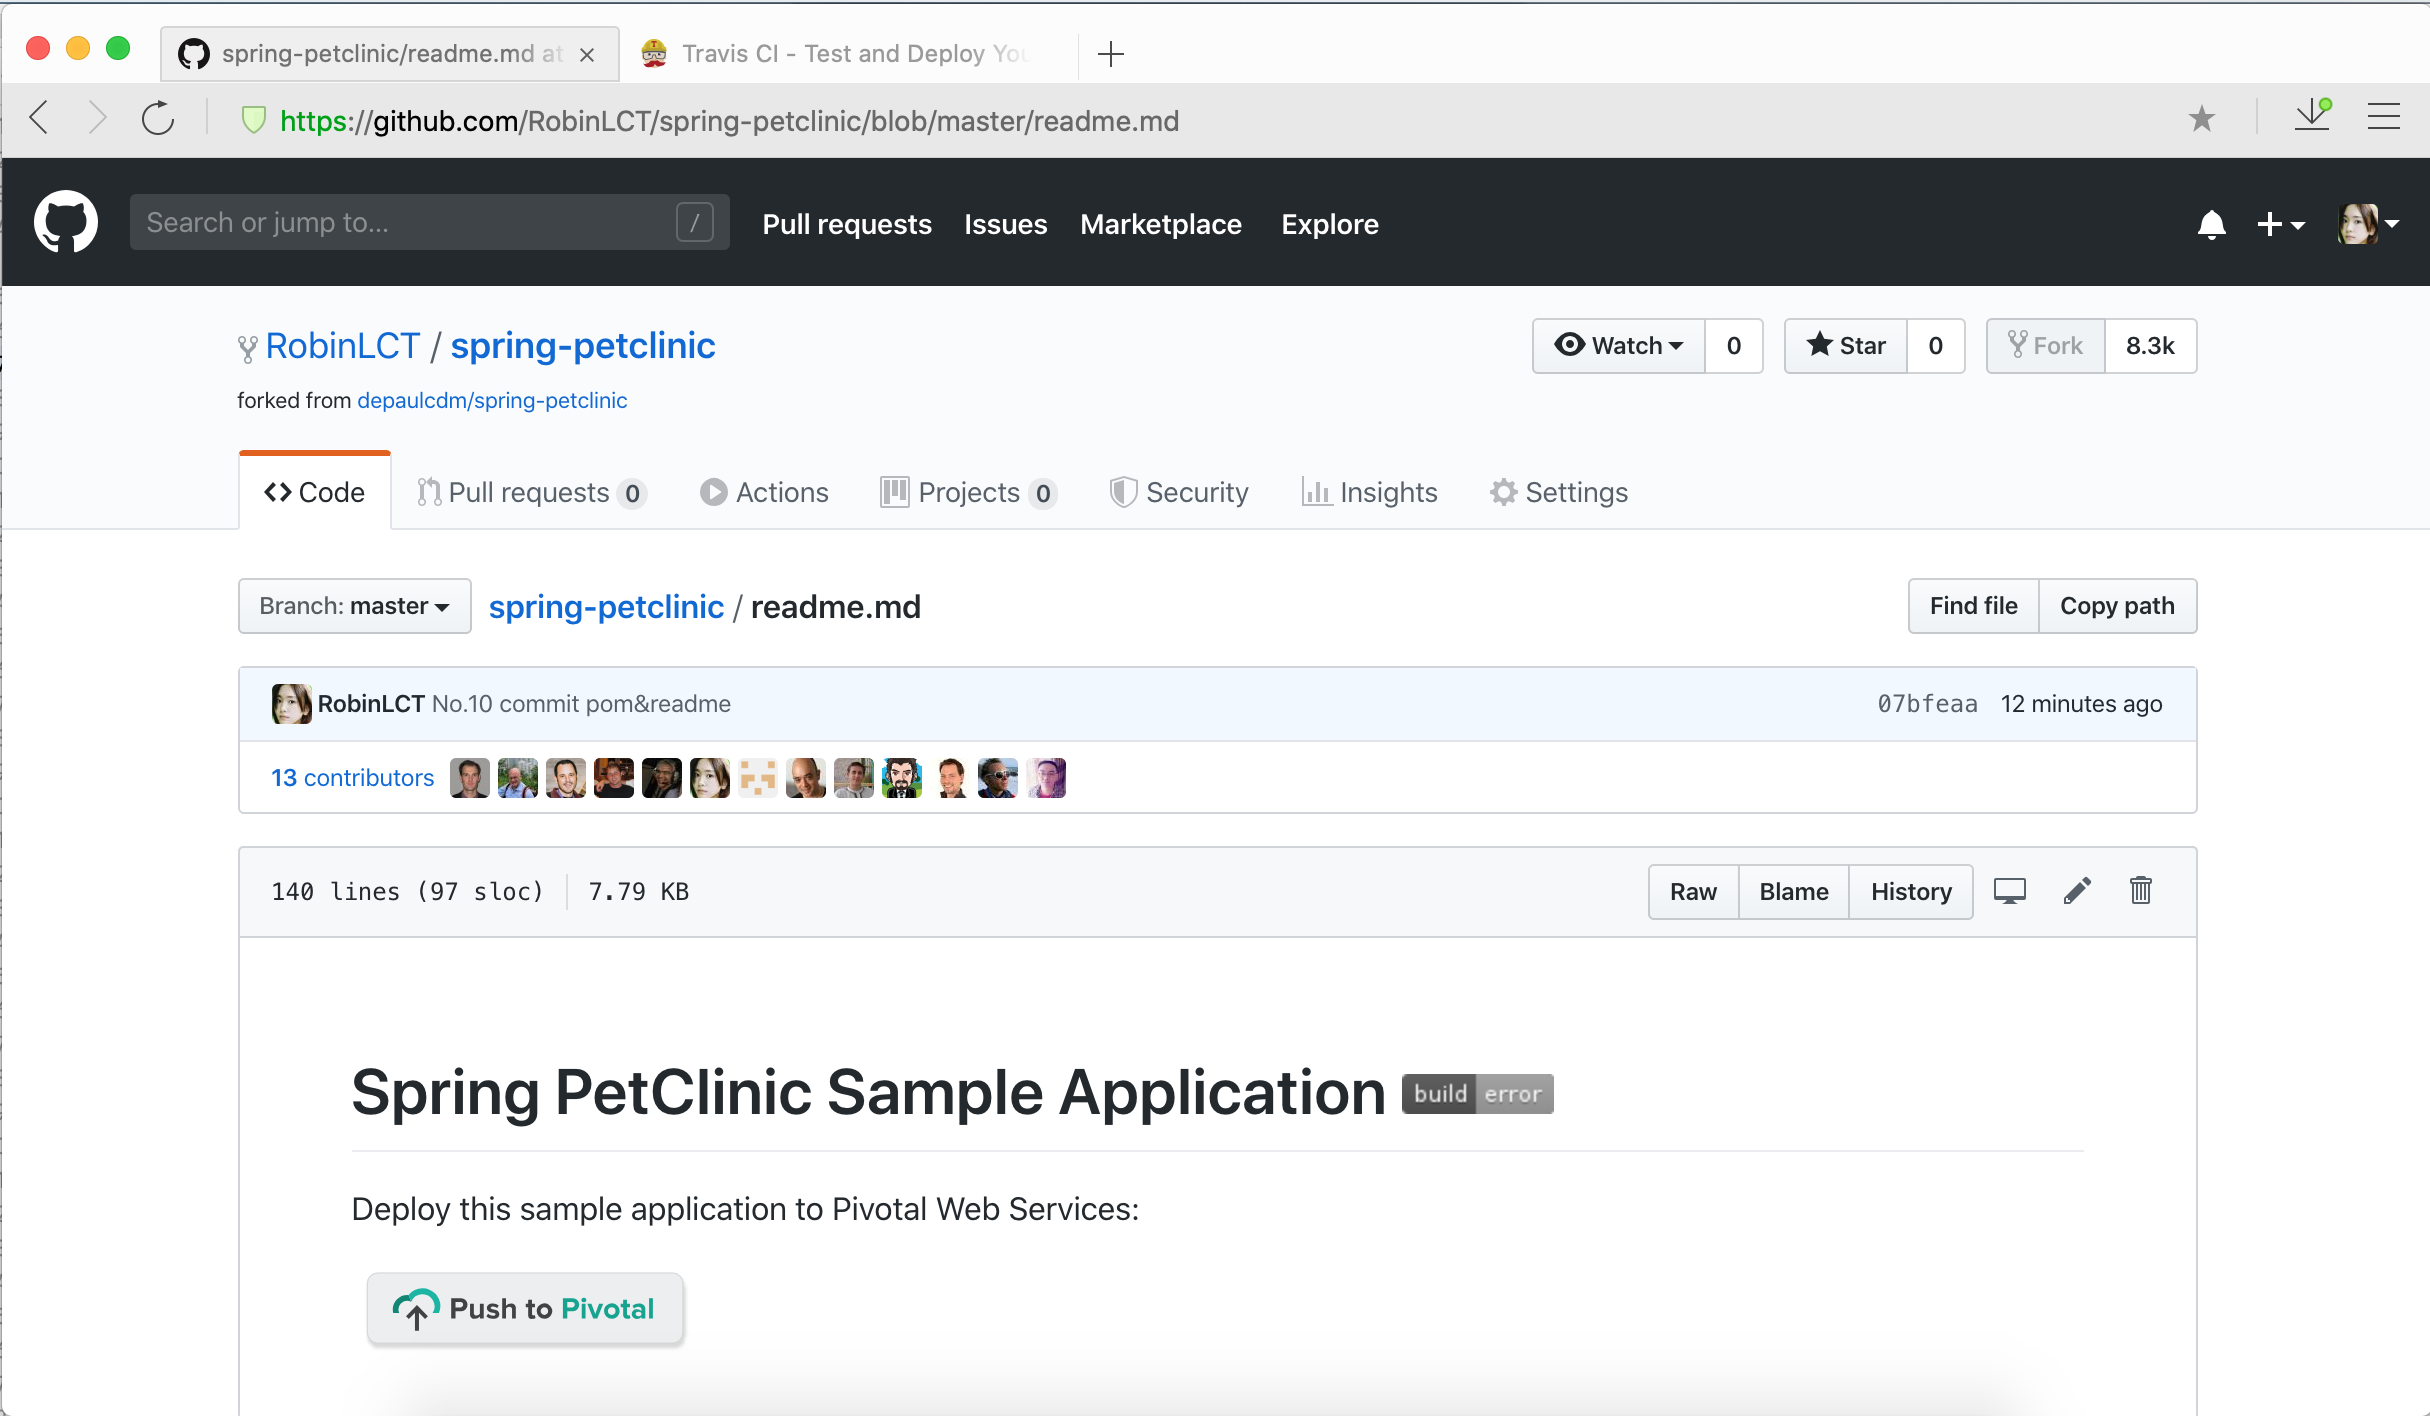 spring-petclinic/readme.md at
Travis CI - Test and Deploy You
https://github.com/RobinLCT/spring-petclinic/blob/master/readme.md
Search or jump to... /
Pull requests Issues Marketplace Explore
RobinLCT / spring-petclinic
Watch 0 Star 0 Fork 8.3k
forked from depaulcdm/spring-petclinic
Code Pull requests 0 Actions Projects 0 Security Insights Settings
Branch: master spring-petclinic / readme.md Find file Copy path
RobinLCT No.10 commit pom&readme 07bfeaa 12 minutes ago
13 contributors
140 lines (97 sloc) 7.79 KB Raw Blame History
Spring PetClinic Sample Application build error
Deploy this sample application to Pivotal Web Services:
Push to Pivotal